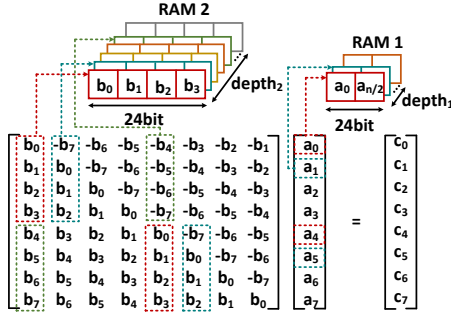 RAM 2
RAM 1
b₀ b₁ b₂ b₃
a₀ aₙ/₂
depth₂
depth₁
24bit
24bit
b₀ -b₇ -b₆ -b₅ -b₄ -b₃ -b₂ -b₁ a₀ c₀
b₁ b₀ -b₇ -b₆ -b₅ -b₄ -b₃ -b₂ a₁ c₁
b₂ b₁ b₀ -b₇ -b₆ -b₅ -b₄ -b₃ a₂ c₂
b₃ b₂ b₁ b₀ -b₇ -b₆ -b₅ -b₄ a₃ = c₃
b₄ b₃ b₂ b₁ b₀ -b₇ -b₆ -b₅ a₄ c₄
b₅ b₄ b₃ b₂ b₁ b₀ -b₇ -b₆ a₅ c₅
b₆ b₅ b₄ b₃ b₂ b₁ b₀ -b₇ a₆ c₆
b₇ b₆ b₅ b₄ b₃ b₂ b₁ b₀ a₇ c₇